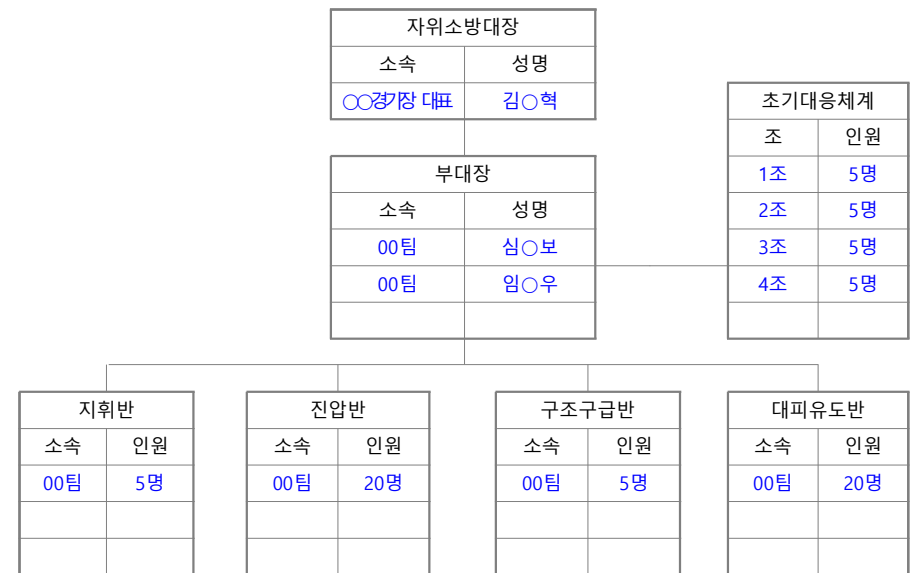 자위소방대장
소속 성명
○○경기장 대표 김○혁
초기대응체계
조 인원
1조 5명
2조 5명
3조 5명
4조 5명
부대장
소속 성명
00팀 심○보
00팀 임○우
지휘반
소속 인원
00팀 5명
진압반
소속 인원
00팀 20명
구조구급반
소속 인원
00팀 5명
대피유도반
소속 인원
00팀 20명